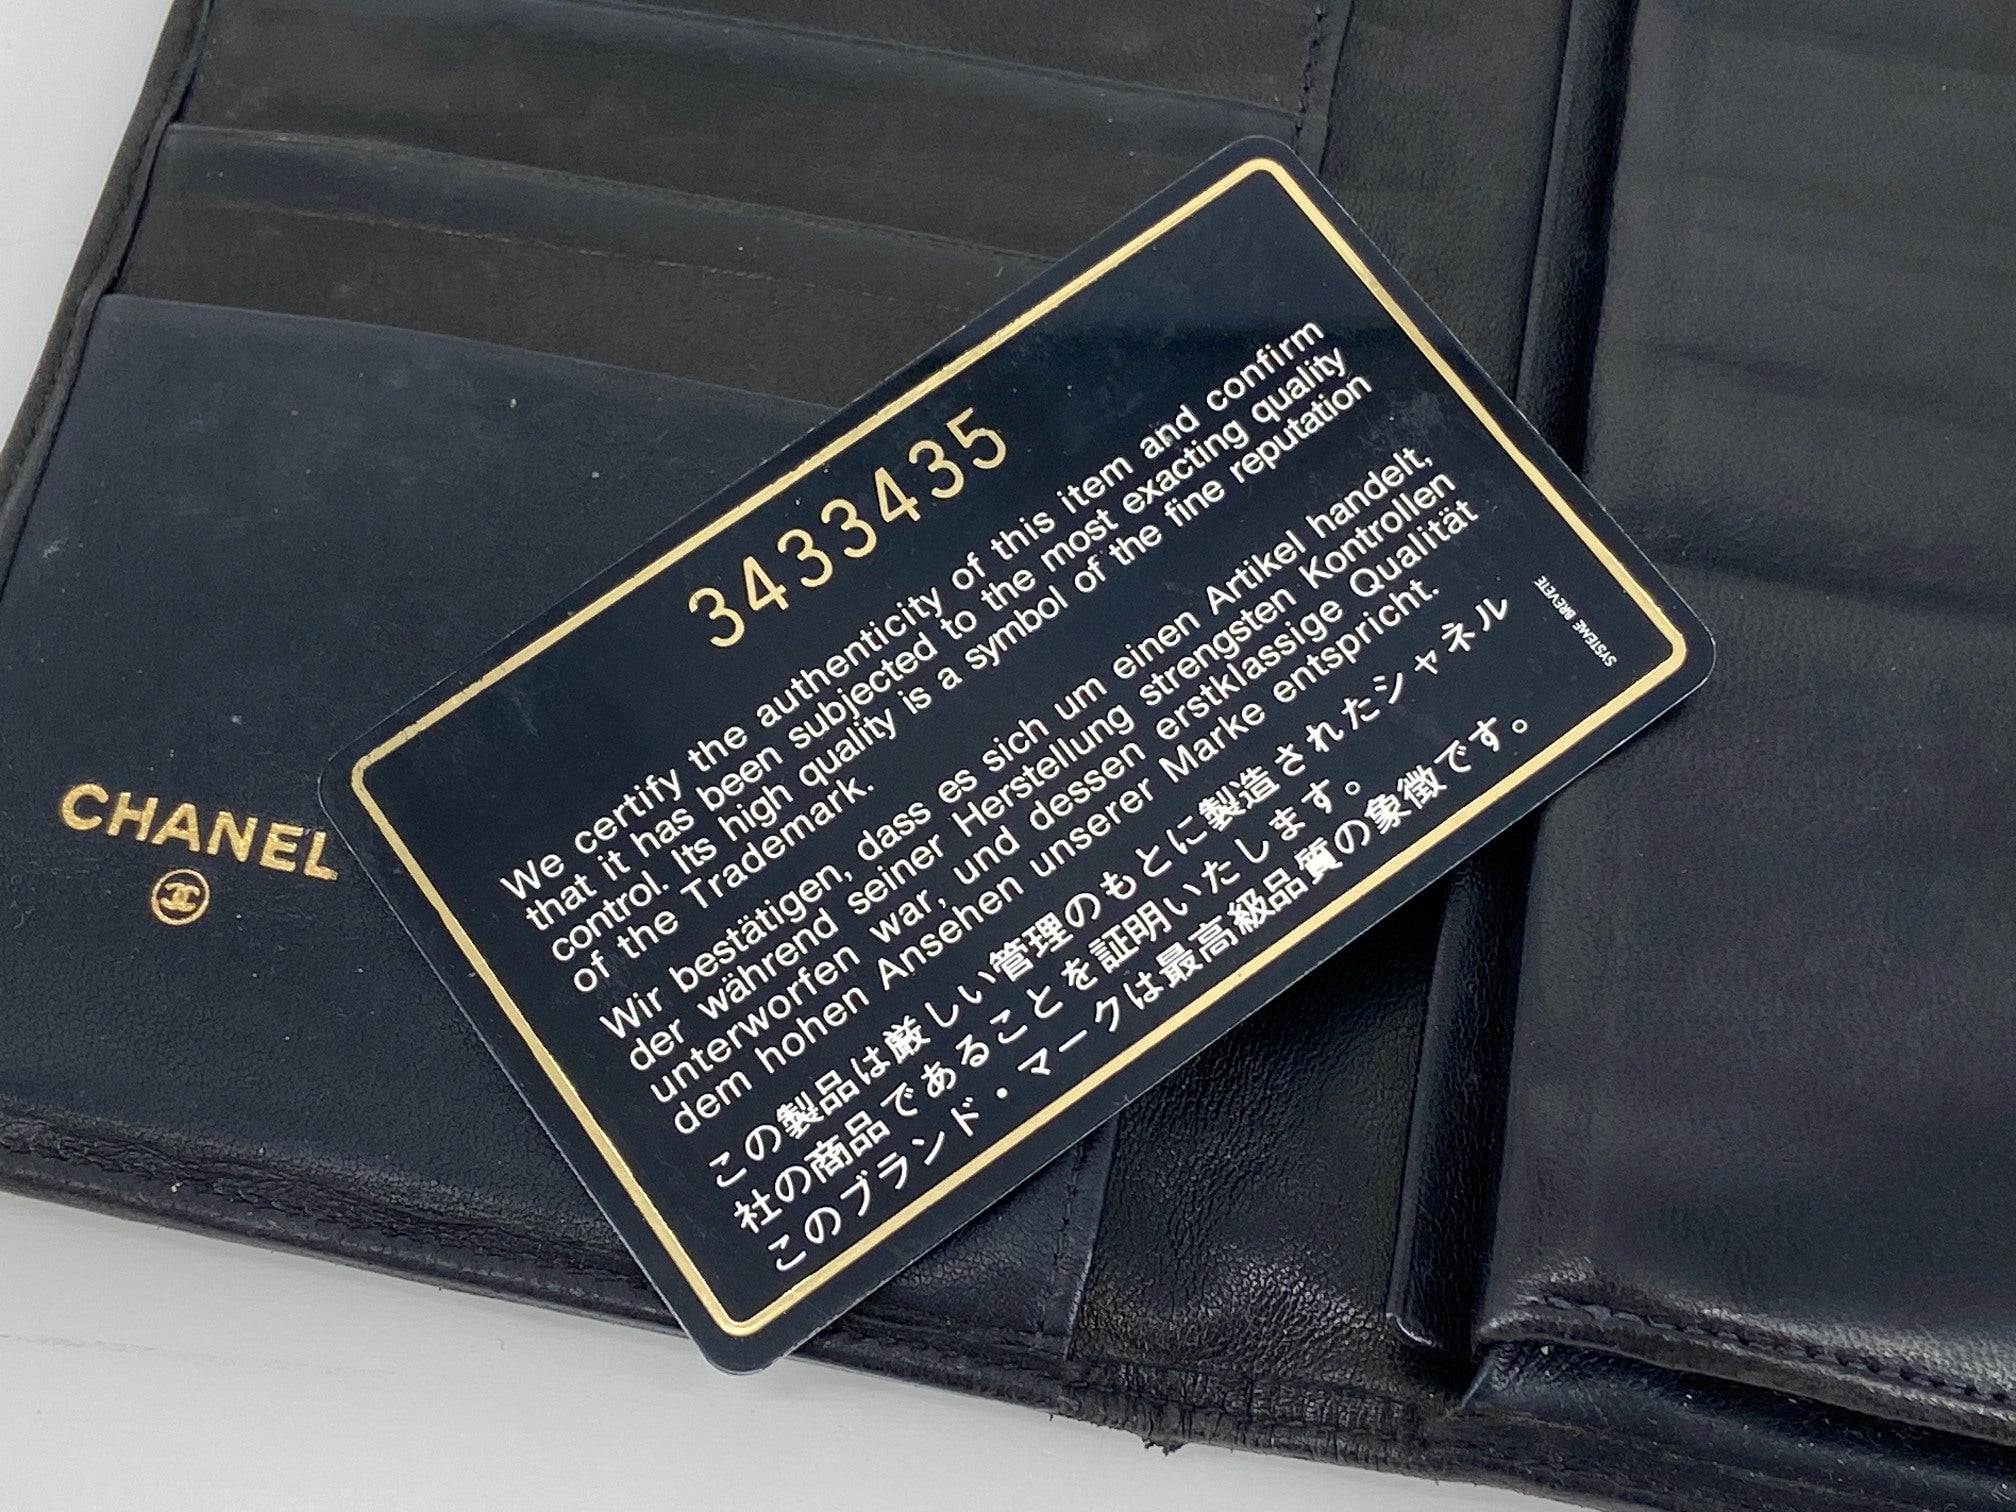 3433435
We certify the authenticity of this item and confirm
that it has been subjected to the most exacting quality
control. Its high quality is a symbol of the fine reputation
of the Trademark.
Wir bestätigen, dass es sich um einen Artikel handelt,
der während seiner Herstellung strengsten Kontrollen
unterworfen war, und dessen erstklassige Qualität
dem hohen Ansehen unserer Marke entspricht.
この製品は厳しい管理のもとに製造されたシャネル
社の商品であることを証明いたします。
このブランド・マークは最高級品質の象徴です。
SYSTEME BREVETE
CHANEL